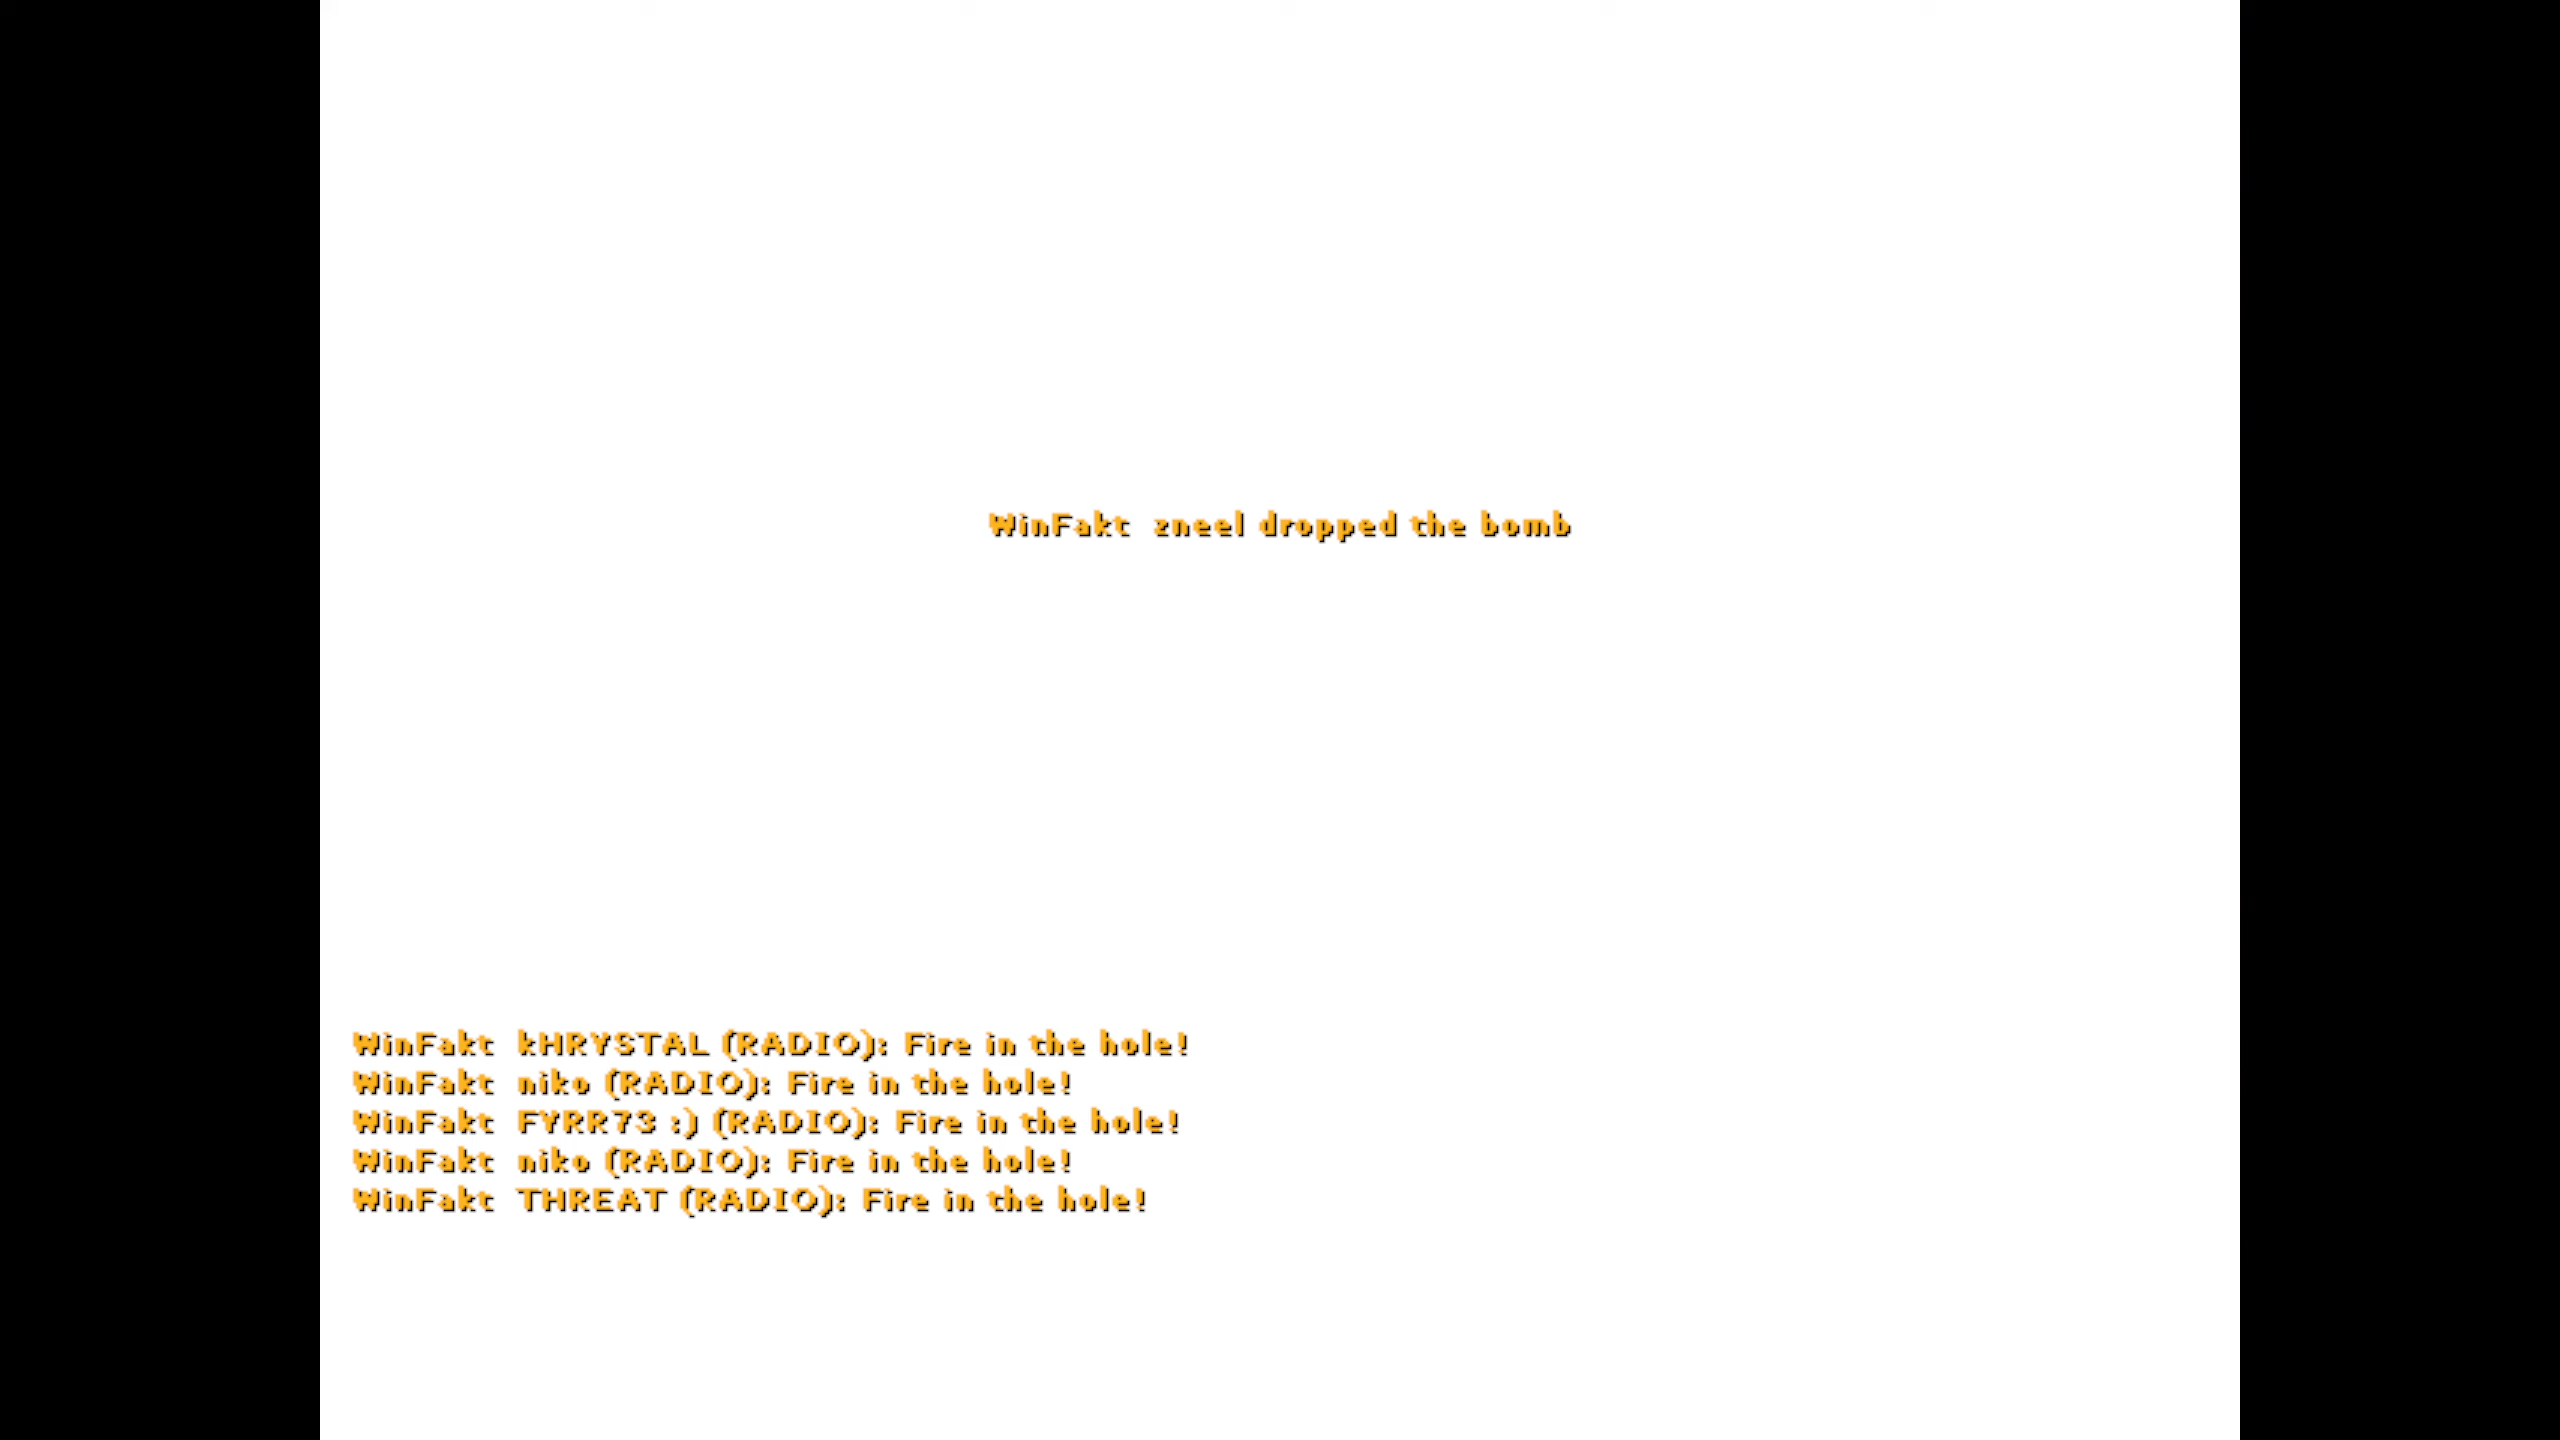 WinFakt zneel dropped the bomb
WinFakt kHRYSTAL (RADIO): Fire in the hole!
WinFakt niko (RADIO): Fire in the hole!
WinFakt FYRR73 :) (RADIO): Fire in the hole!
WinFakt niko (RADIO): Fire in the hole!
WinFakt THREAT (RADIO): Fire in the hole!